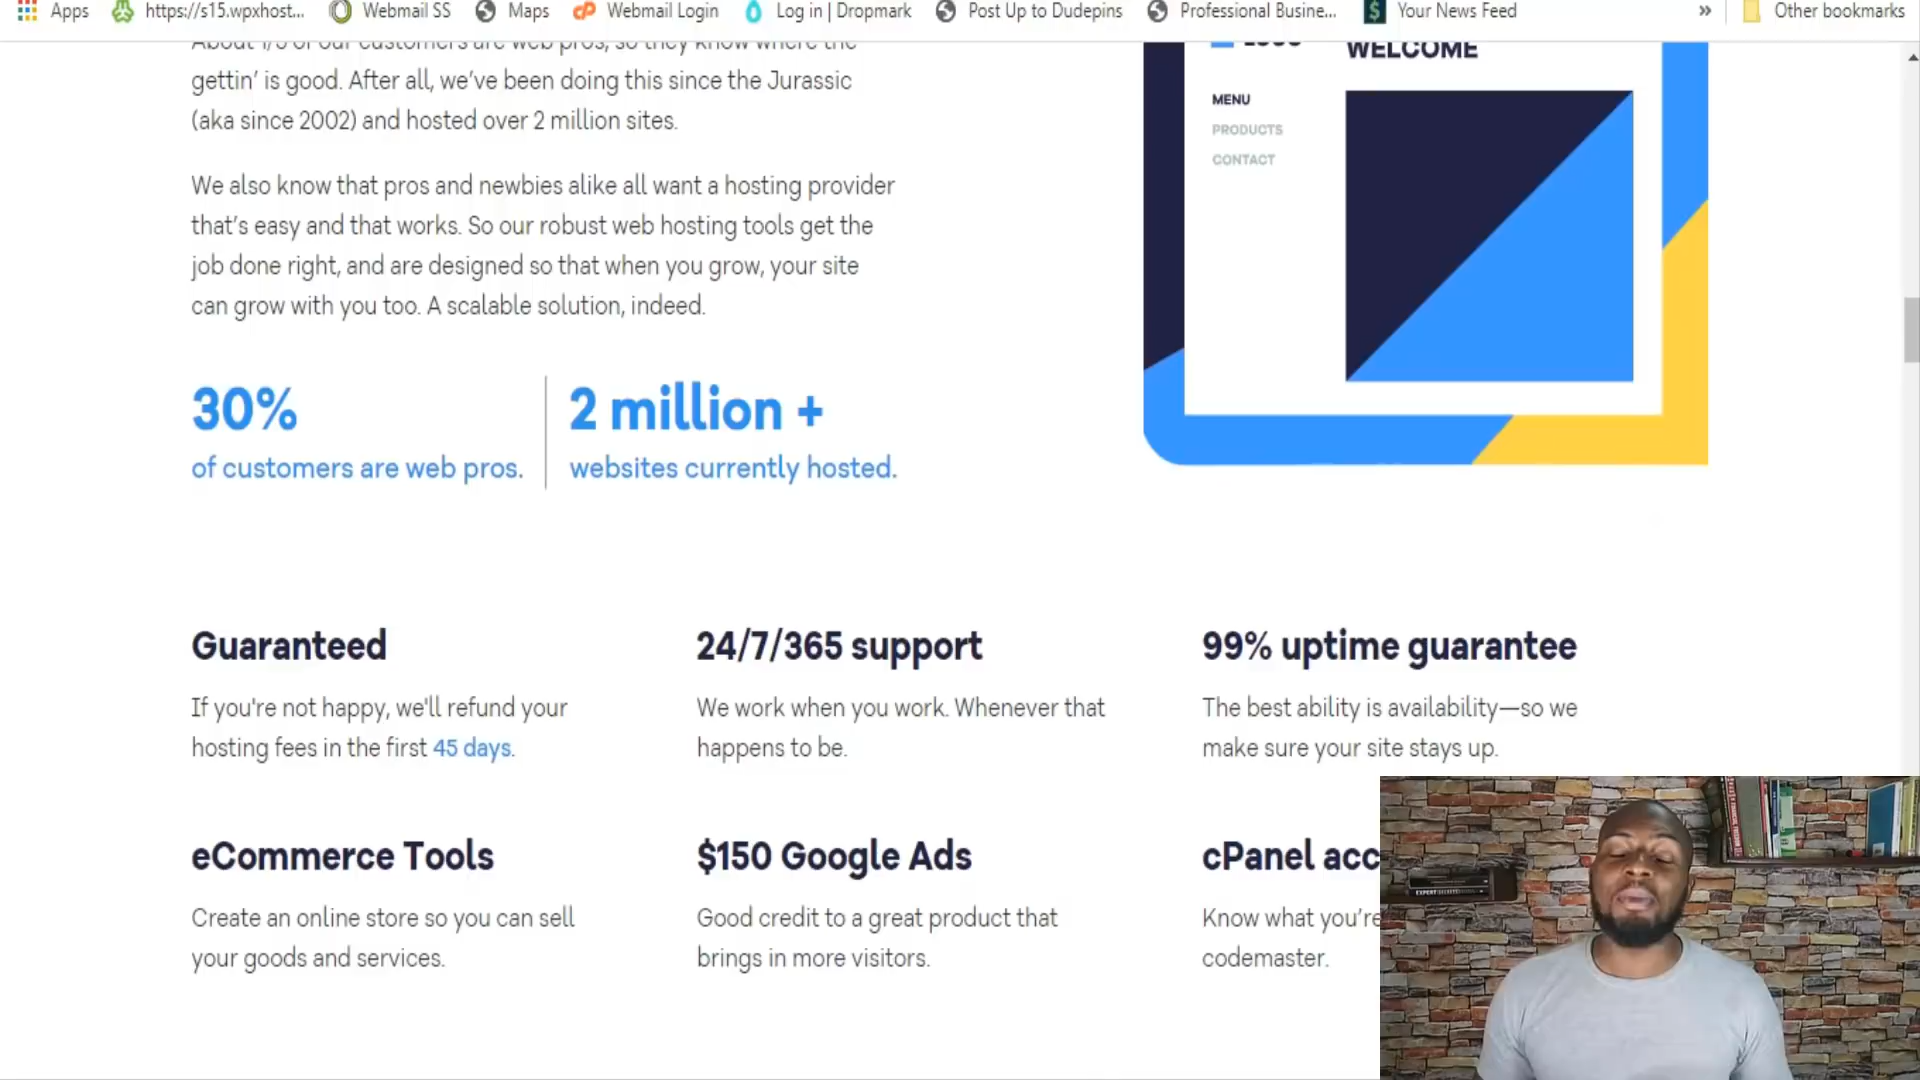 Apps
https://s15.wpxhost...
Webmail SS
Maps
Webmail Login
Log in | Dropmark
Post Up to Dudepins
Professional Busine...
Your News Feed
»
Other bookmarks
About 1/3 of our customers are web pros, so they know where the
gettin’ is good. After all, we’ve been doing this since the Jurassic
(aka since 2002) and hosted over 2 million sites.
We also know that pros and newbies alike all want a hosting provider
that’s easy and that works. So our robust web hosting tools get the
job done right, and are designed so that when you grow, your site
can grow with you too. A scalable solution, indeed.
30%
of customers are web pros.
2 million +
websites currently hosted.
LOGO
WELCOME
MENU
PRODUCTS
CONTACT
Guaranteed
If you're not happy, we'll refund your
hosting fees in the first 45 days.
24/7/365 support
We work when you work. Whenever that
happens to be.
99% uptime guarantee
The best ability is availability—so we
make sure your site stays up.
eCommerce Tools
Create an online store so you can sell
your goods and services.
$150 Google Ads
Good credit to a great product that
brings in more visitors.
cPanel acc
Know what you're
codemaster.
EXPERT SECRETS